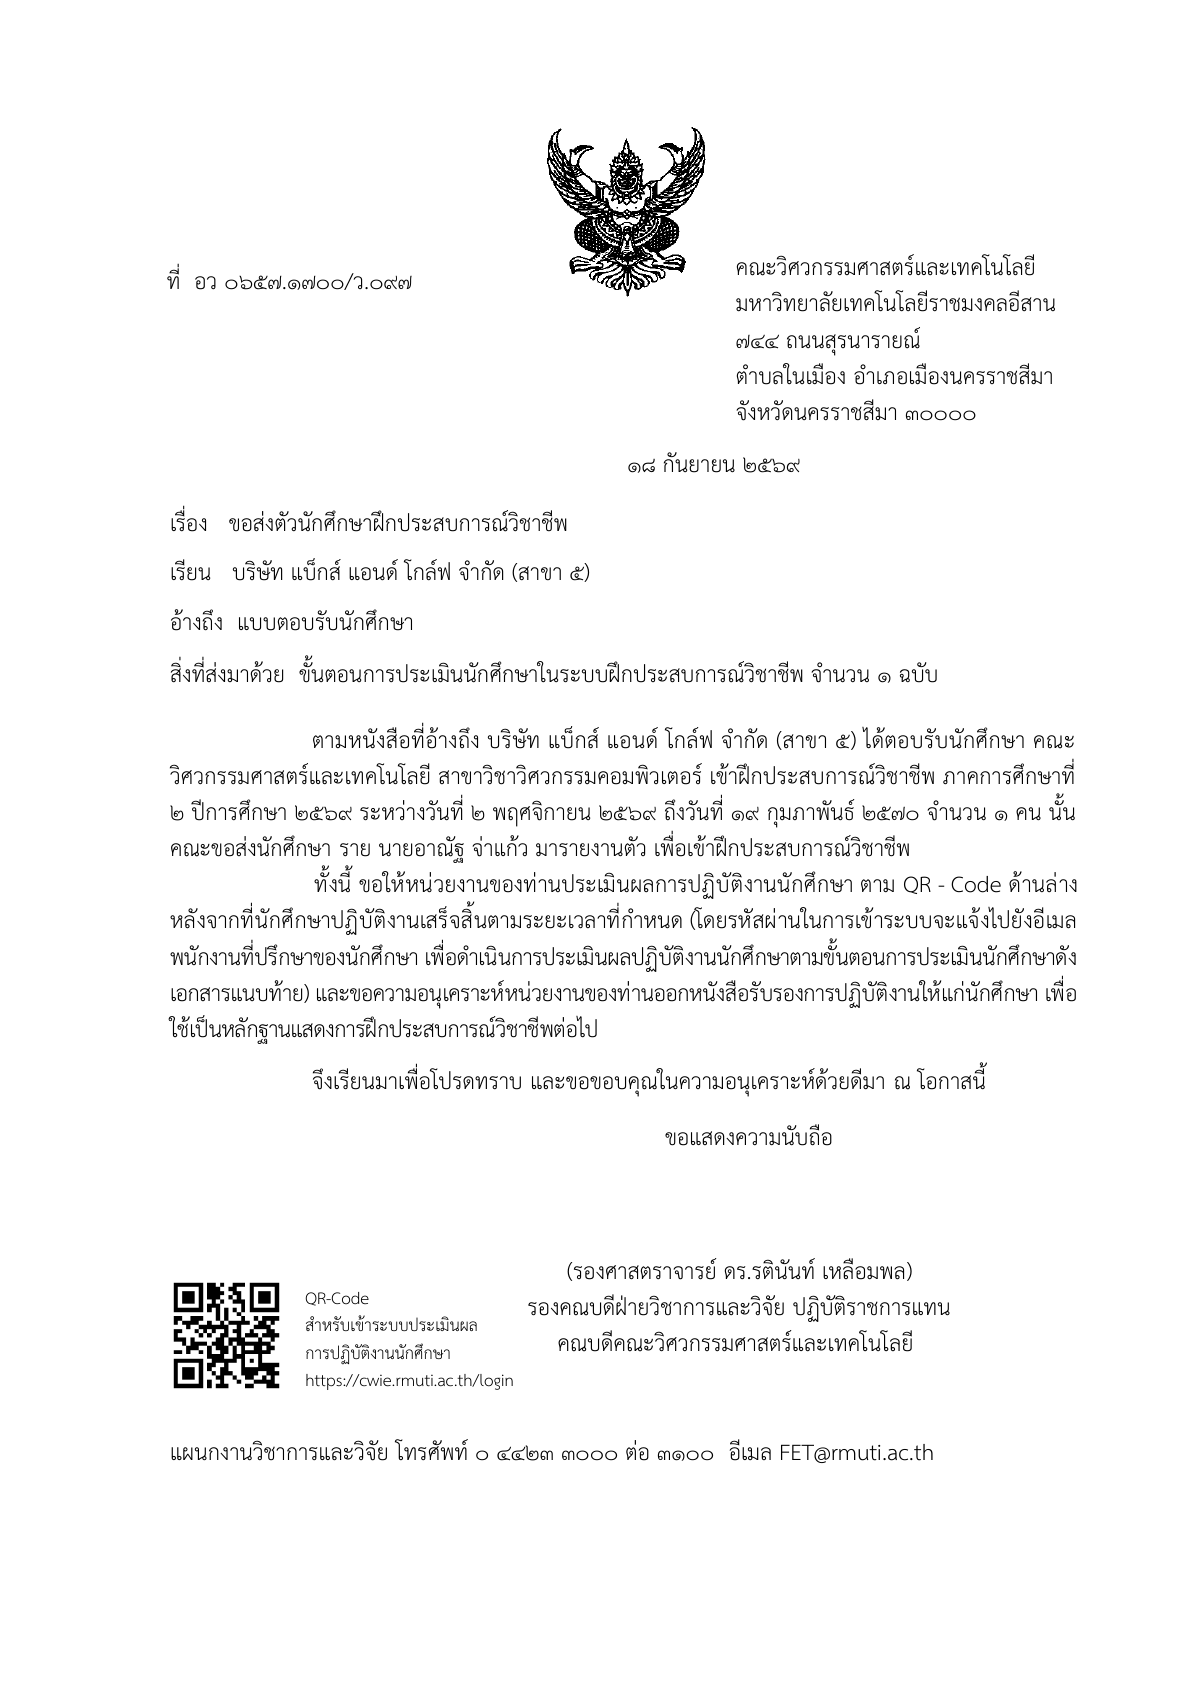 ที่ อว ๐๖๕๗.๑๗๐๐/ว.๐๙๗
คณะวิศวกรรมศาสตร์และเทคโนโลยี
มหาวิทยาลัยเทคโนโลยีราชมงคลอีสาน
๗๔๔ ถนนสุรนารายณ์
ตำบลในเมือง อำเภอเมืองนครราชสีมา
จังหวัดนครราชสีมา ๓๐๐๐๐
๑๘ กันยายน ๒๕๖๙
เรื่อง ขอส่งตัวนักศึกษาฝึกประสบการณ์วิชาชีพ
เรียน บริษัท แบ็กส์ แอนด์ โกล์ฟ จำกัด (สาขา ๕)
อ้างถึง แบบตอบรับนักศึกษา
สิ่งที่ส่งมาด้วย ขั้นตอนการประเมินนักศึกษาในระบบฝึกประสบการณ์วิชาชีพ จำนวน ๑ ฉบับ
ตามหนังสือที่อ้างถึง บริษัท แบ็กส์ แอนด์ โกล์ฟ จำกัด (สาขา ๕) ได้ตอบรับนักศึกษา คณะ
วิศวกรรมศาสตร์และเทคโนโลยี สาขาวิชาวิศวกรรมคอมพิวเตอร์ เข้าฝึกประสบการณ์วิชาชีพ ภาคการศึกษาที่
๒ ปีการศึกษา ๒๕๖๙ ระหว่างวันที่ ๒ พฤศจิกายน ๒๕๖๙ ถึงวันที่ ๑๙ กุมภาพันธ์ ๒๕๗๐ จำนวน ๑ คน นั้น
คณะขอส่งนักศึกษา ราย นายอาณัฐ จ่าแก้ว มารายงานตัว เพื่อเข้าฝึกประสบการณ์วิชาชีพ
ทั้งนี้ ขอให้หน่วยงานของท่านประเมินผลการปฏิบัติงานนักศึกษา ตาม QR - Code ด้านล่าง
หลังจากที่นักศึกษาปฏิบัติงานเสร็จสิ้นตามระยะเวลาที่กำหนด (โดยรหัสผ่านในการเข้าระบบจะแจ้งไปยังอีเมล
พนักงานที่ปรึกษาของนักศึกษา เพื่อดำเนินการประเมินผลปฏิบัติงานนักศึกษาตามขั้นตอนการประเมินนักศึกษาดัง
เอกสารแนบท้าย) และขอความอนุเคราะห์หน่วยงานของท่านออกหนังสือรับรองการปฏิบัติงานให้แก่นักศึกษา เพื่อ
ใช้เป็นหลักฐานแสดงการฝึกประสบการณ์วิชาชีพต่อไป
จึงเรียนมาเพื่อโปรดทราบ และขอขอบคุณในความอนุเคราะห์ด้วยดีมา ณ โอกาสนี้
ขอแสดงความนับถือ
(รองศาสตราจารย์ ดร.รตินันท์ เหลือมพล)
รองคณบดีฝ่ายวิชาการและวิจัย ปฏิบัติราชการแทน
คณบดีคณะวิศวกรรมศาสตร์และเทคโนโลยี
QR-Code
สำหรับเข้าระบบประเมินผล
การปฏิบัติงานนักศึกษา
https://cwie.rmuti.ac.th/login
แผนกงานวิชาการและวิจัย โทรศัพท์ ๐ ๔๔๒๓ ๓๐๐๐ ต่อ ๓๑๐๐ อีเมล FET@rmuti.ac.th